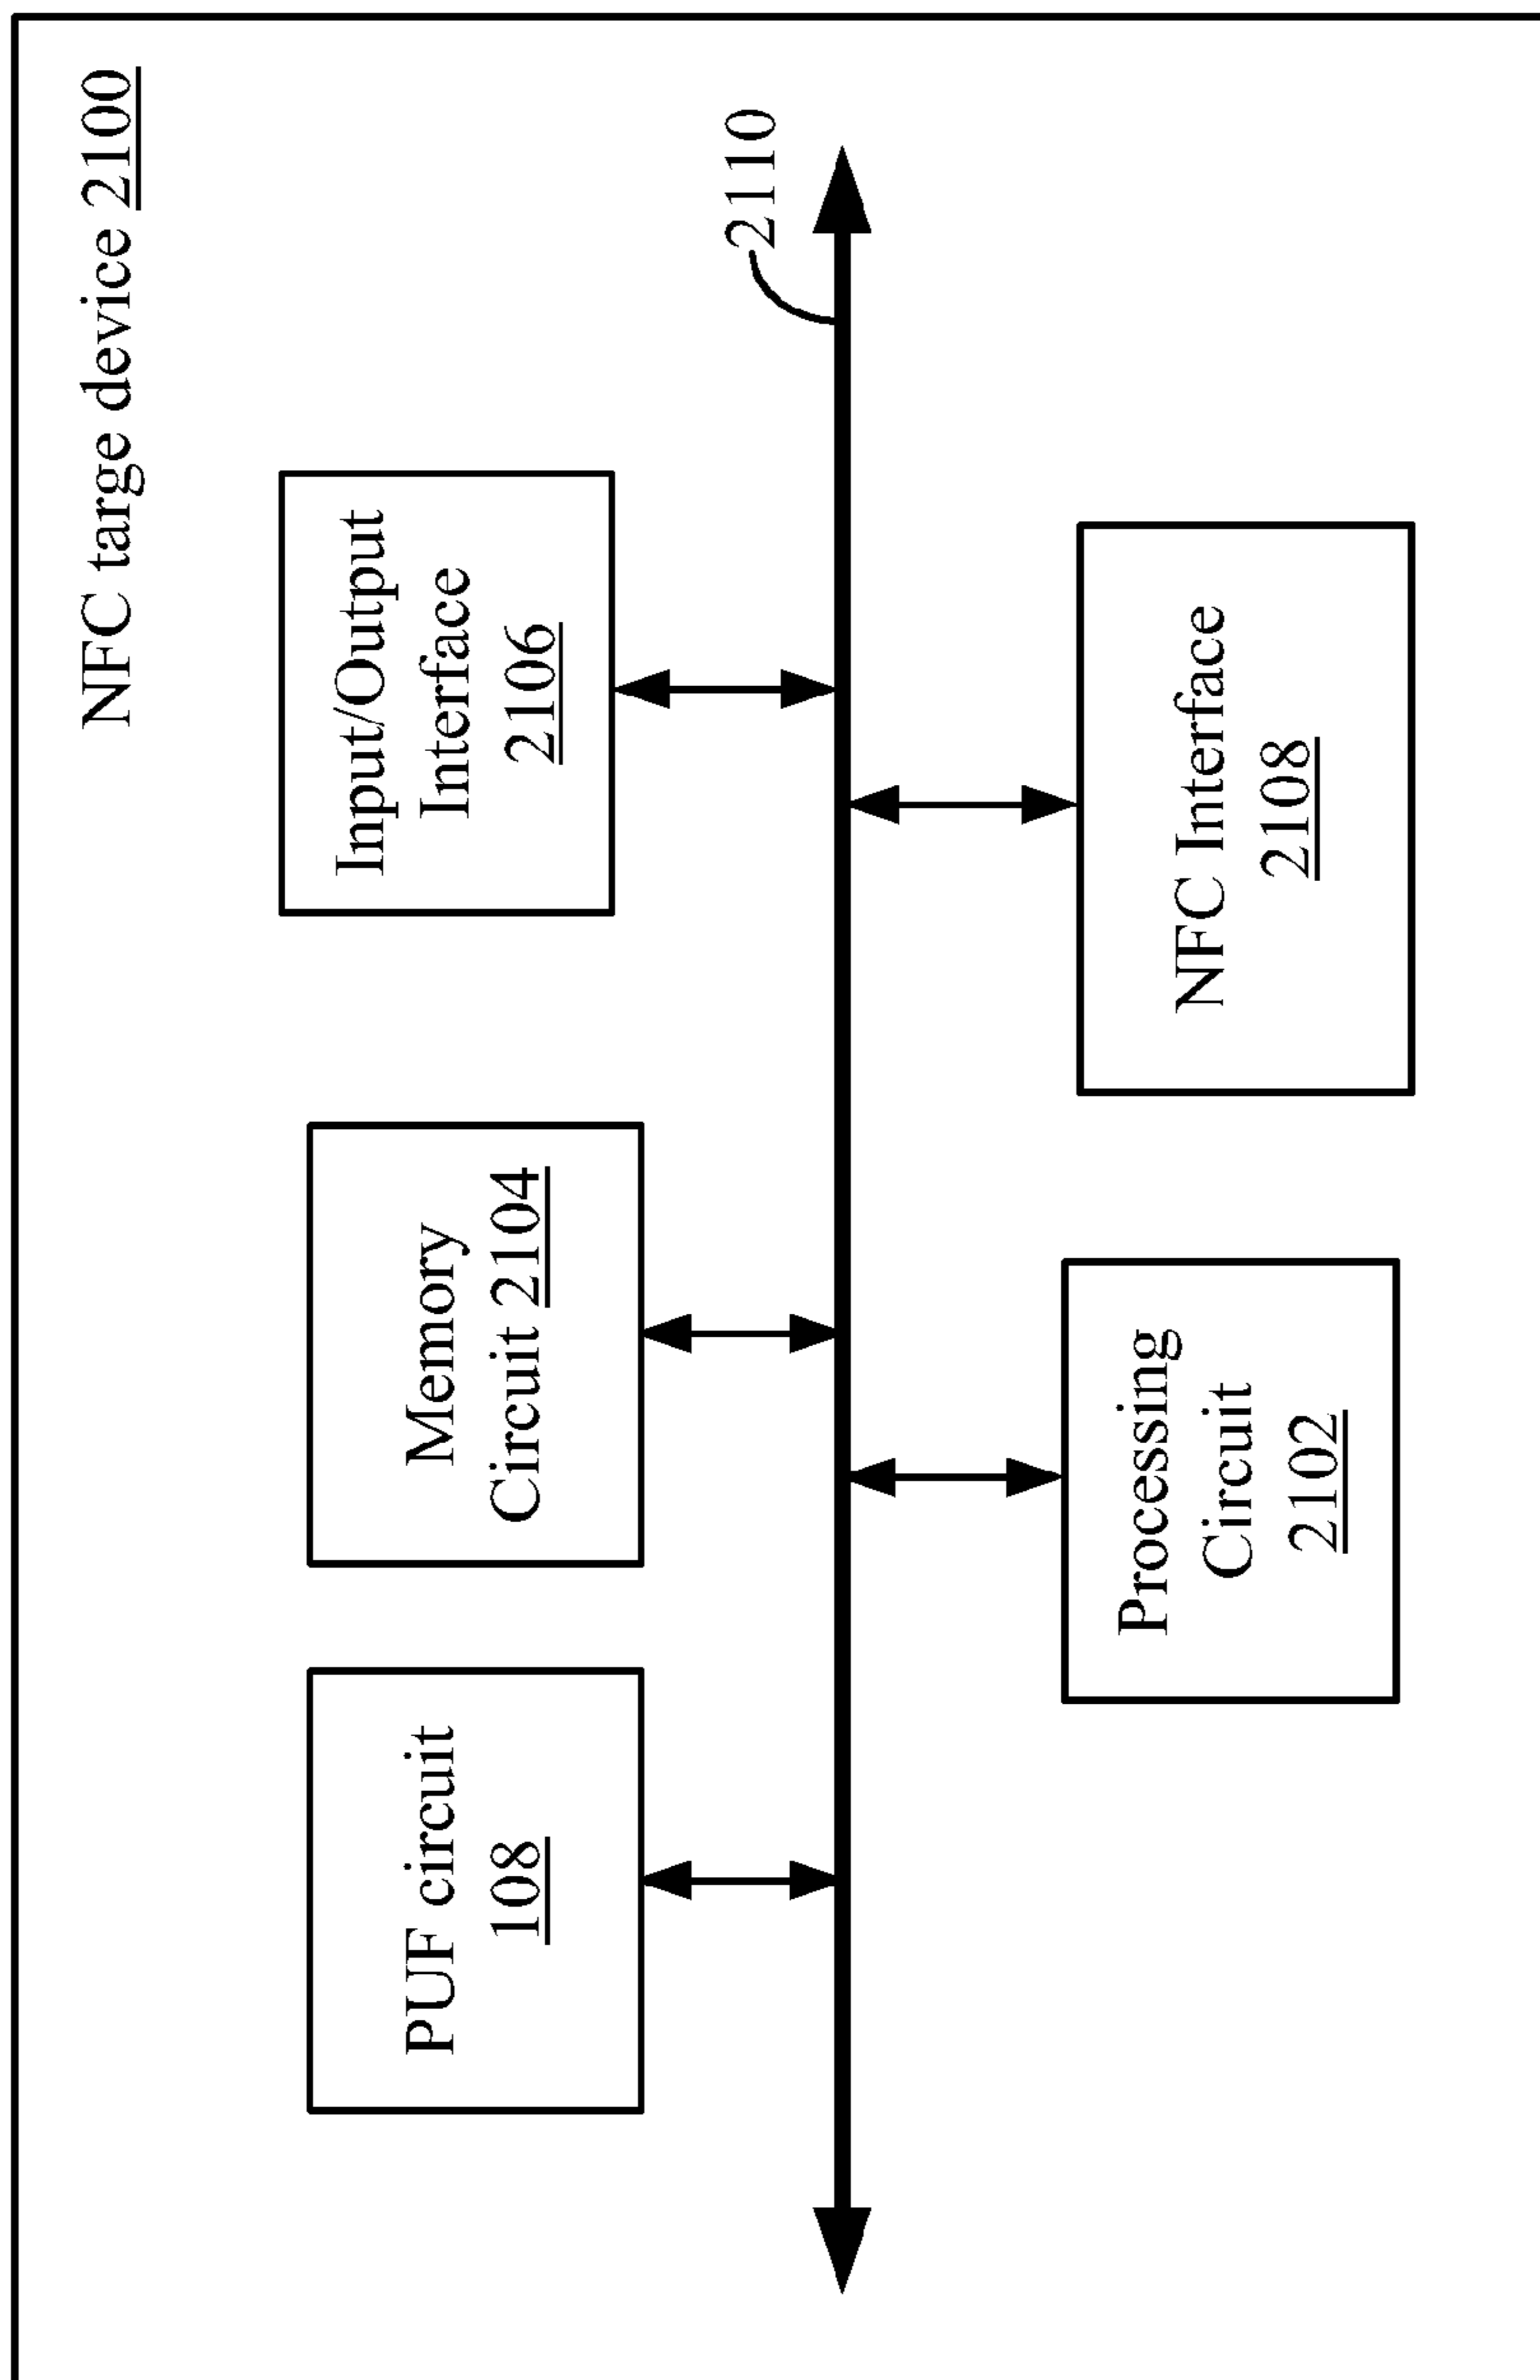 NFC target device 2100
PUF circuit
108
Memory
Circuit 2104
Input/Output
Interface
2106
2110
Processing
Circuit
2102
NFC Interface
2108